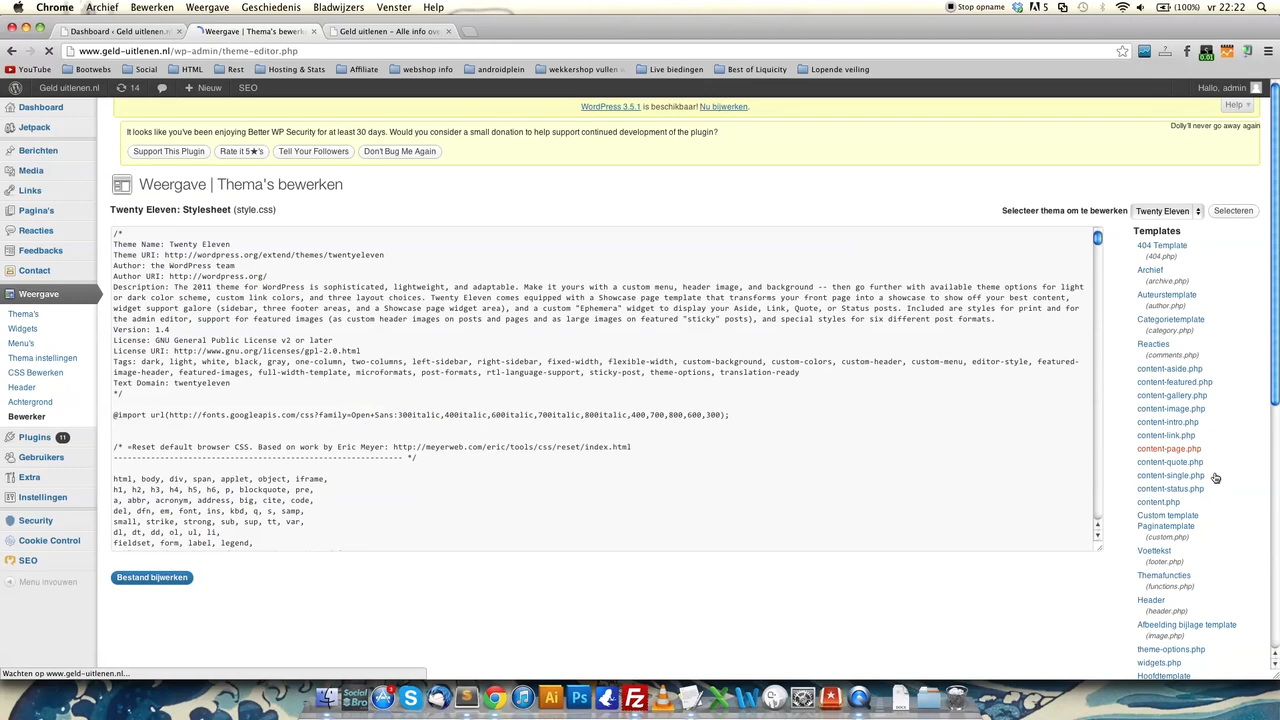 Chrome Archief Bewerken Weergave Geschiedenis Bladwijzers Venster Help Stop opname 5 (100%) vr 22:22
Dashboard ‹ Geld uitlenen.nl Weergave | Thema's bewerken Geld uitlenen – Alle info over
www.geld-uitlenen.nl/wp-admin/theme-editor.php 0.01
YouTube Bootwebs Social HTML Rest Hosting & Stats Affiliate webshop info androidplein wekkershop vullen Live biedingen Best of Liquicity Lopende veiling
Geld uitlenen.nl 14 + Nieuw SEO Hallo, admin
WordPress 3.5.1 is beschikbaar! Nu bijwerken. Help
Dolly'll never go away again
It looks like you've been enjoying Better WP Security for at least 30 days. Would you consider a small donation to help support continued development of the plugin?
Support This Plugin Rate it 5★'s Tell Your Followers Don't Bug Me Again
Dashboard
Jetpack
Berichten
Media
Links
Pagina's
Reacties
Feedbacks
Contact
Weergave
Thema's
Widgets
Menu's
Thema instellingen
CSS Bewerken
Header
Achtergrond
Bewerker
Plugins 11
Gebruikers
Extra
Instellingen
Security
Cookie Control
SEO
Menu invouwen
Weergave | Thema's bewerken
Twenty Eleven: Stylesheet (style.css)
Selecteer thema om te bewerken Twenty Eleven Selecteren
/*
Theme Name: Twenty Eleven
Theme URI: http://wordpress.org/extend/themes/twentyeleven
Author: the WordPress team
Author URI: http://wordpress.org/
Description: The 2011 theme for WordPress is sophisticated, lightweight, and adaptable. Make it yours with a custom menu, header image, and background -- then go further with available theme options for light
or dark color scheme, custom link colors, and three layout choices. Twenty Eleven comes equipped with a Showcase page template that transforms your front page into a showcase to show off your best content,
widget support galore (sidebar, three footer areas, and a Showcase page widget area), and a custom "Ephemera" widget to display your Aside, Link, Quote, or Status posts. Included are styles for print and for
the admin editor, support for featured images (as custom header images on posts and pages and as large images on featured "sticky" posts), and special styles for six different post formats.
Version: 1.4
License: GNU General Public License v2 or later
License URI: http://www.gnu.org/licenses/gpl-2.0.html
Tags: dark, light, white, black, gray, one-column, two-columns, left-sidebar, right-sidebar, fixed-width, flexible-width, custom-background, custom-colors, custom-header, custom-menu, editor-style, featured-
image-header, featured-images, full-width-template, microformats, post-formats, rtl-language-support, sticky-post, theme-options, translation-ready
Text Domain: twentyeleven
*/
@import url(http://fonts.googleapis.com/css?family=Open+Sans:300italic,400italic,600italic,700italic,800italic,400,700,800,600,300);
/* =Reset default browser CSS. Based on work by Eric Meyer: http://meyerweb.com/eric/tools/css/reset/index.html
-------------------------------------------------------------- */
html, body, div, span, applet, object, iframe,
h1, h2, h3, h4, h5, h6, p, blockquote, pre,
a, abbr, acronym, address, big, cite, code,
del, dfn, em, font, ins, kbd, q, s, samp,
small, strike, strong, sub, sup, tt, var,
dl, dt, dd, ol, ul, li,
fieldset, form, label, legend,
Bestand bijwerken
Templates
404 Template
(404.php)
Archief
(archive.php)
Auteurstemplate
(author.php)
Categorietemplate
(category.php)
Reacties
(comments.php)
content-aside.php
content-featured.php
content-gallery.php
content-image.php
content-intro.php
content-link.php
content-page.php
content-quote.php
content-single.php
content-status.php
content.php
Custom template
Paginatemplate
(custom.php)
Voettekst
(footer.php)
Themafuncties
(functions.php)
Header
(header.php)
Afbeelding bijlage template
(image.php)
theme-options.php
widgets.php
Hoofdtemplate
Wachten op www.geld-uitlenen.nl...
Social
Bro